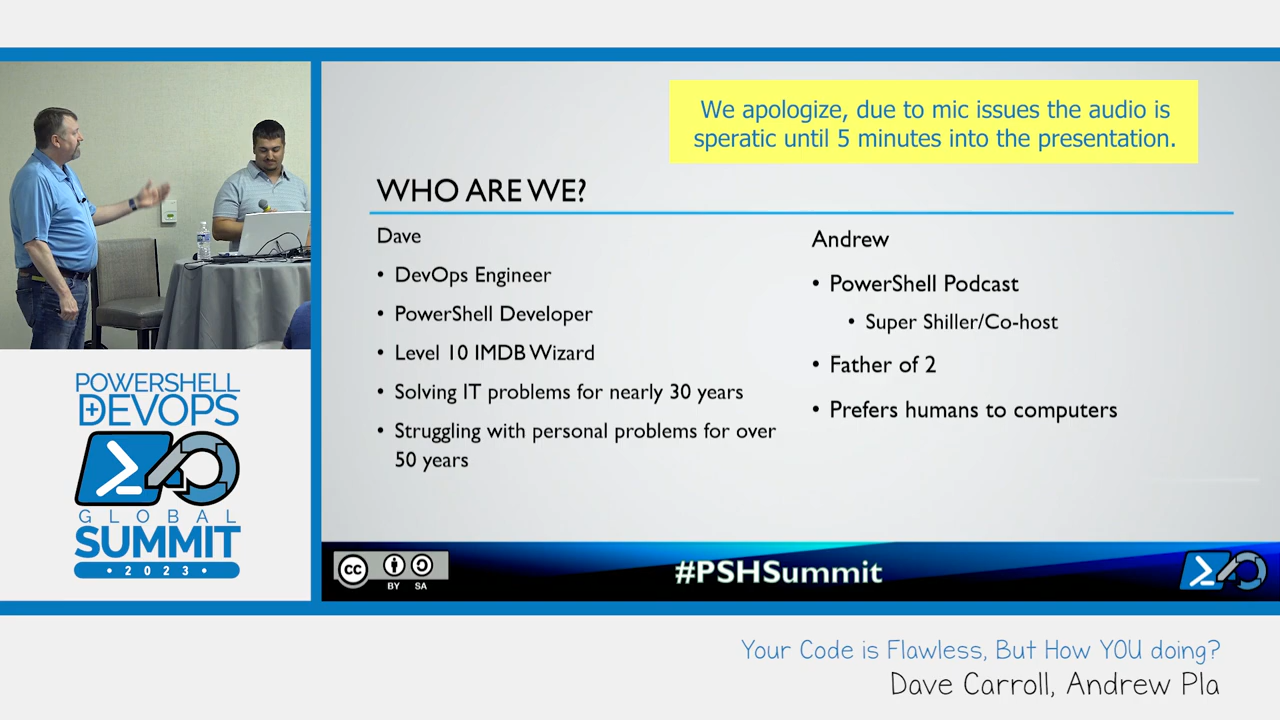 We apologize, due to mic issues the audio is
speratic until 5 minutes into the presentation.
WHO ARE WE?
Dave
• DevOps Engineer
• PowerShell Developer
• Level 10 IMDB Wizard
• Solving IT problems for nearly 30 years
• Struggling with personal problems for over
50 years
Andrew
• PowerShell Podcast
• Super Shiller/Co-host
• Father of 2
• Prefers humans to computers
POWERSHELL
+DEVOPS
GLOBAL
SUMMIT
• 2023 •
cc
BY SA
#PSHSummit
Your Code is Flawless, But How YOU doing?
Dave Carroll, Andrew Pla